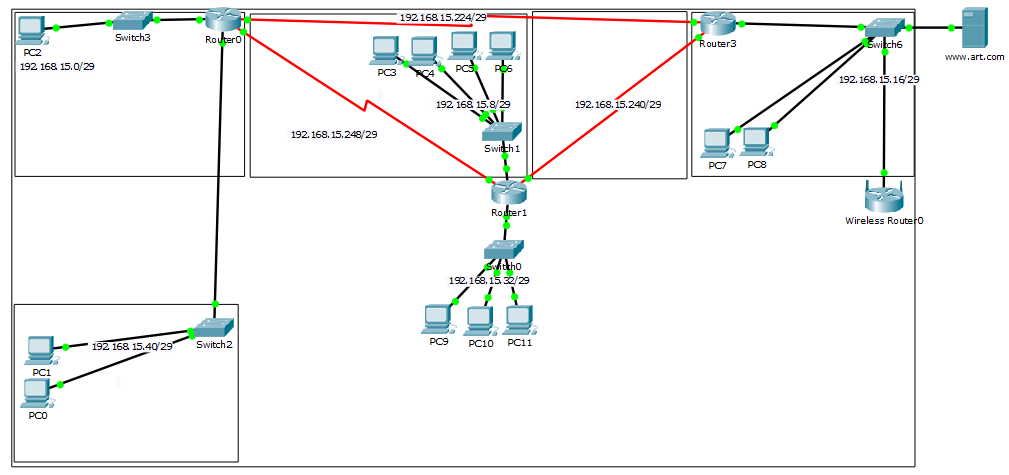 192.168.15.224/29
PC2
Switch3
Router0
Router3
Switch6
www.art.com
192.168.15.0/29
PC3
PC4
PC5
PC6
192.168.15.16/29
192.168.15.8/29
192.168.15.240/29
192.168.15.248/29
Switch1
PC7
PC8
Router1
Wireless Router0
Switch0
192.168.15.32/29
PC9
PC10
PC11
Switch2
192.168.15.40/29
PC1
PC0